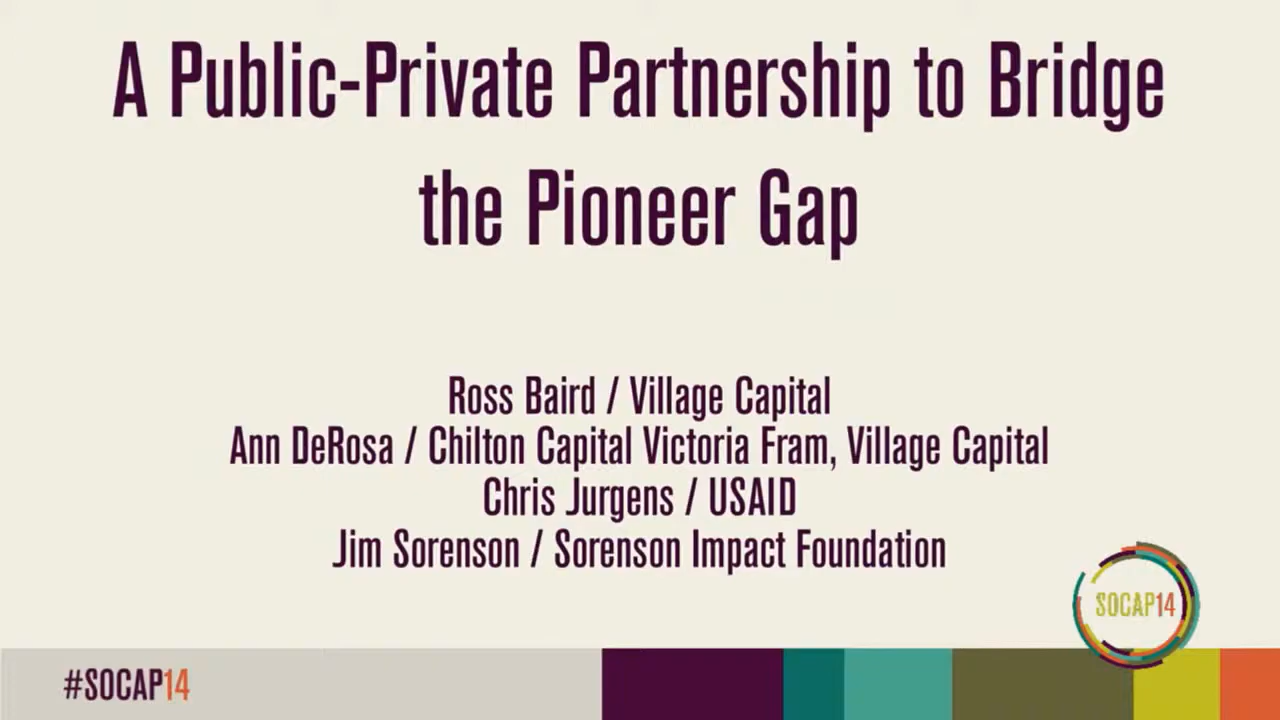 A Public-Private Partnership to Bridge
the Pioneer Gap
Ross Baird / Village Capital
Ann DeRosa / Chilton Capital Victoria Fram, Village Capital
Chris Jurgens / USAID
Jim Sorenson / Sorenson Impact Foundation
SOCAP14
#SOCAP14